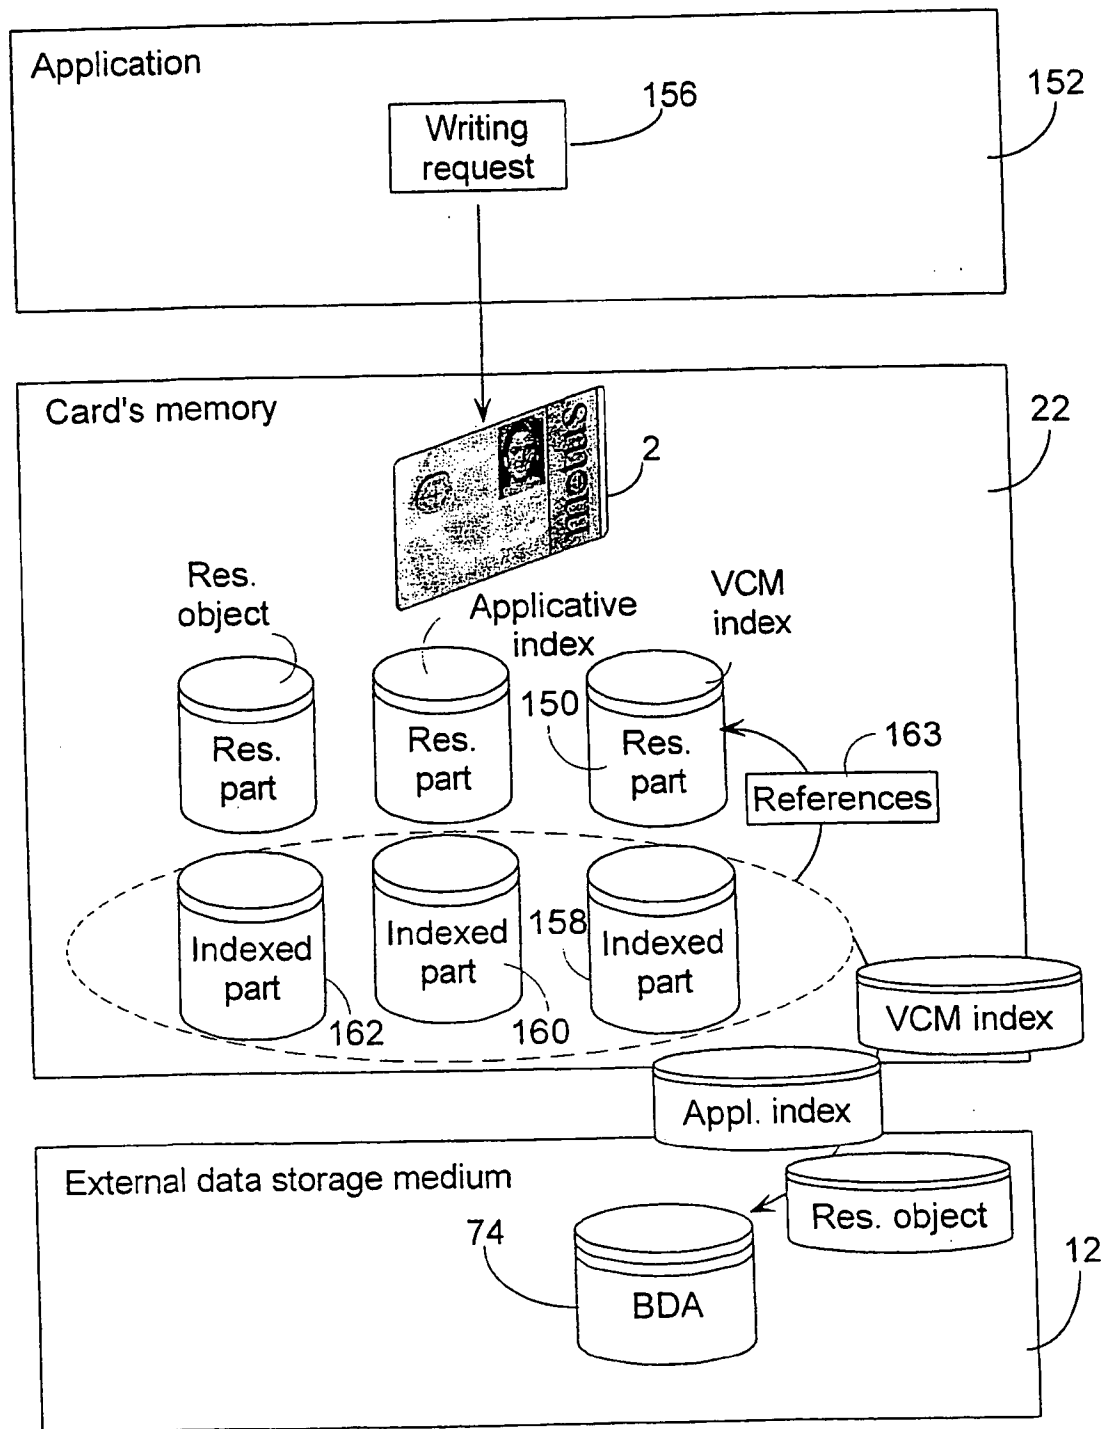 Application
156
152
Writing
request
Card's memory
22
2
metus
Res.
object
Applicative
index
VCM
index
150
Res.
part
Res.
part
Res.
part
163
References
Indexed
part
Indexed
part
158
Indexed
part
162
160
VCM index
Appl. index
External data storage medium
Res. object
74
12
BDA